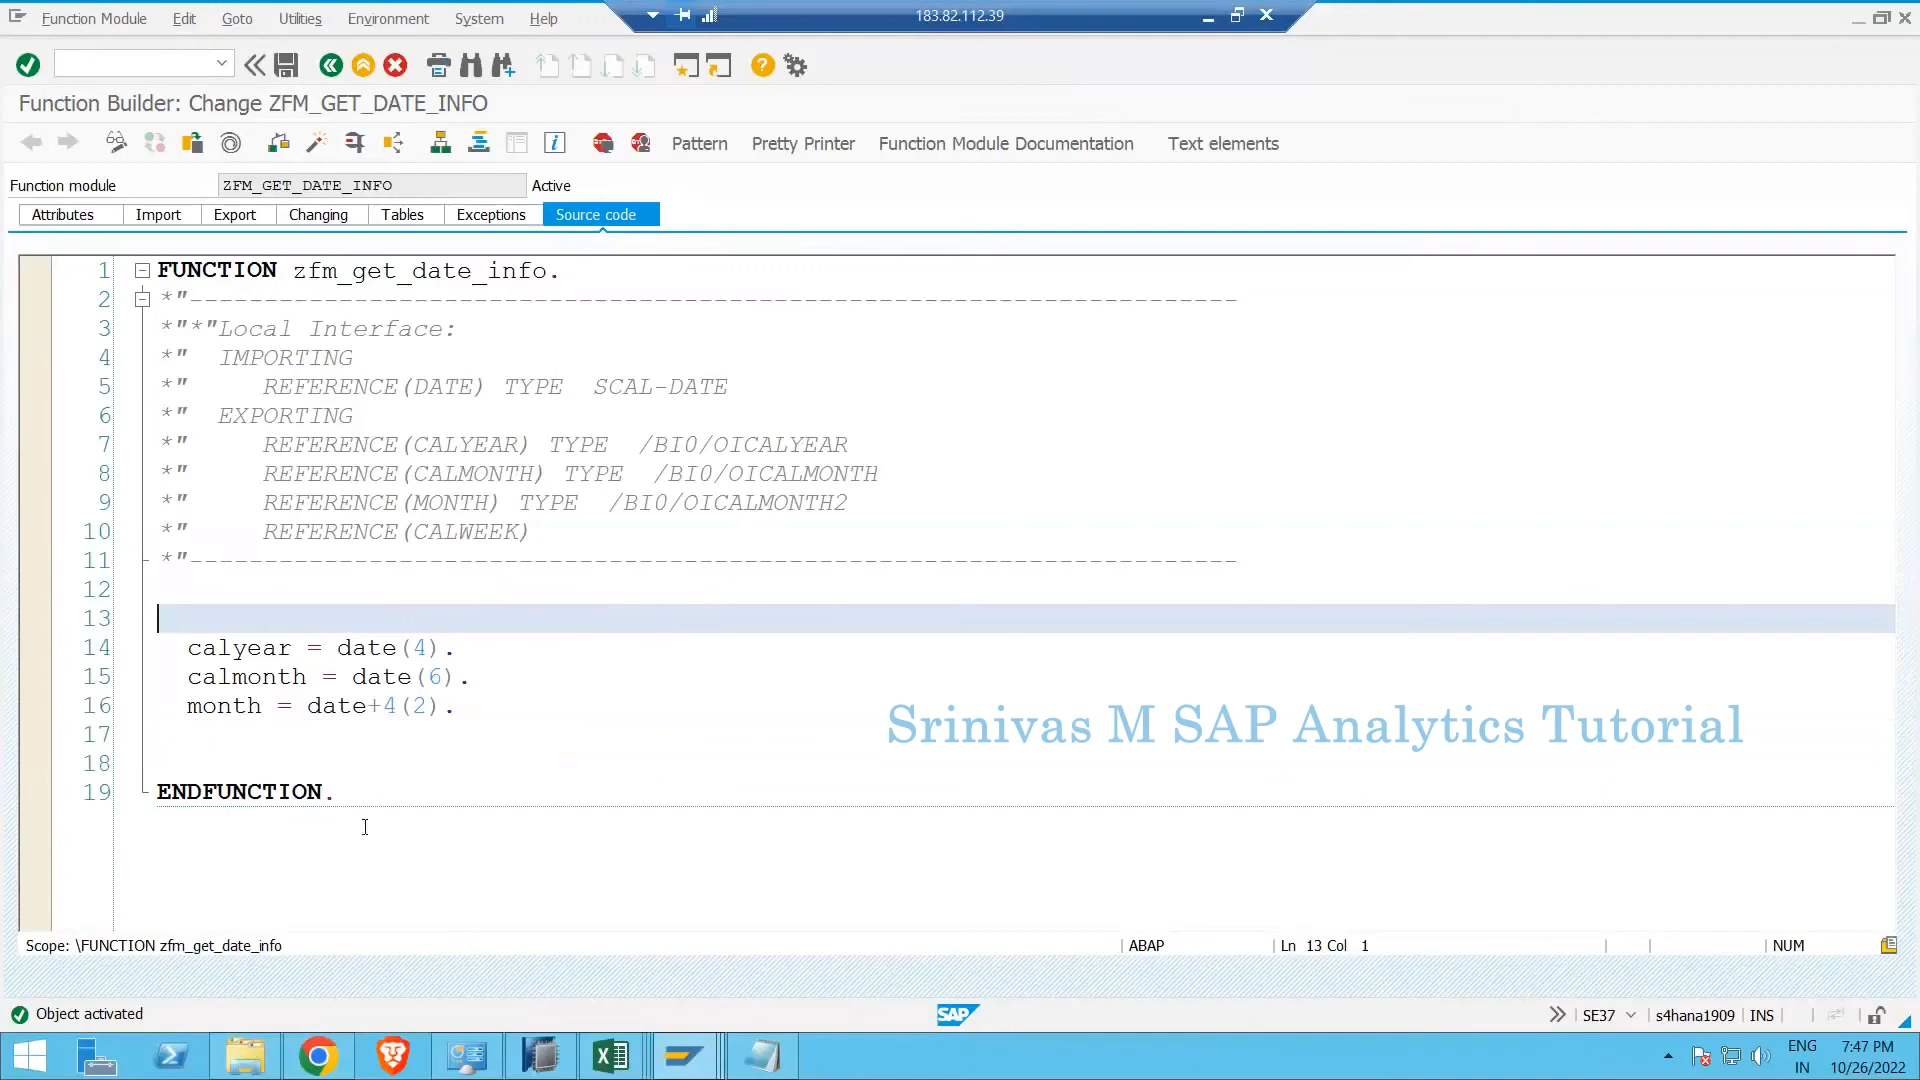 Function Module Edit Goto Utilities Environment System Help
183.82.112.39
Function Builder: Change ZFM_GET_DATE_INFO
Pattern Pretty Printer Function Module Documentation Text elements
Function module ZFM_GET_DATE_INFO Active
Attributes Import Export Changing Tables Exceptions Source code
1 FUNCTION zfm_get_date_info.
2 *"----------------------------------------------------------------------
3 *"*"Local Interface:
4 *" IMPORTING
5 *" REFERENCE(DATE) TYPE SCAL-DATE
6 *" EXPORTING
7 *" REFERENCE(CALYEAR) TYPE /BI0/OICALYEAR
8 *" REFERENCE(CALMONTH) TYPE /BI0/OICALMONTH
9 *" REFERENCE(MONTH) TYPE /BI0/OICALMONTH2
10 *" REFERENCE(CALWEEK)
11 *"----------------------------------------------------------------------
12
13
14 calyear = date(4).
15 calmonth = date(6).
16 month = date+4(2).
17
18
19 ENDFUNCTION.
Srinivas M SAP Analytics Tutorial
Scope: \FUNCTION zfm_get_date_info ABAP Ln 13 Col 1 NUM
Object activated SAP SE37 s4hana1909 INS
ENG 7:47 PM
IN 10/26/2022